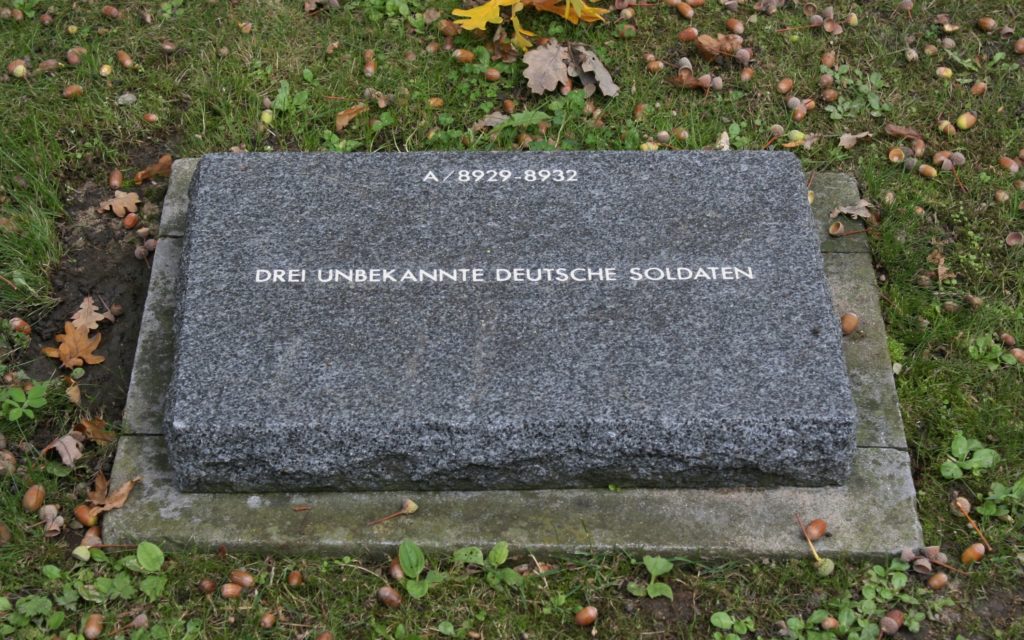 A/8929-8932
DREI UNBEKANNTE DEUTSCHE SOLDATEN